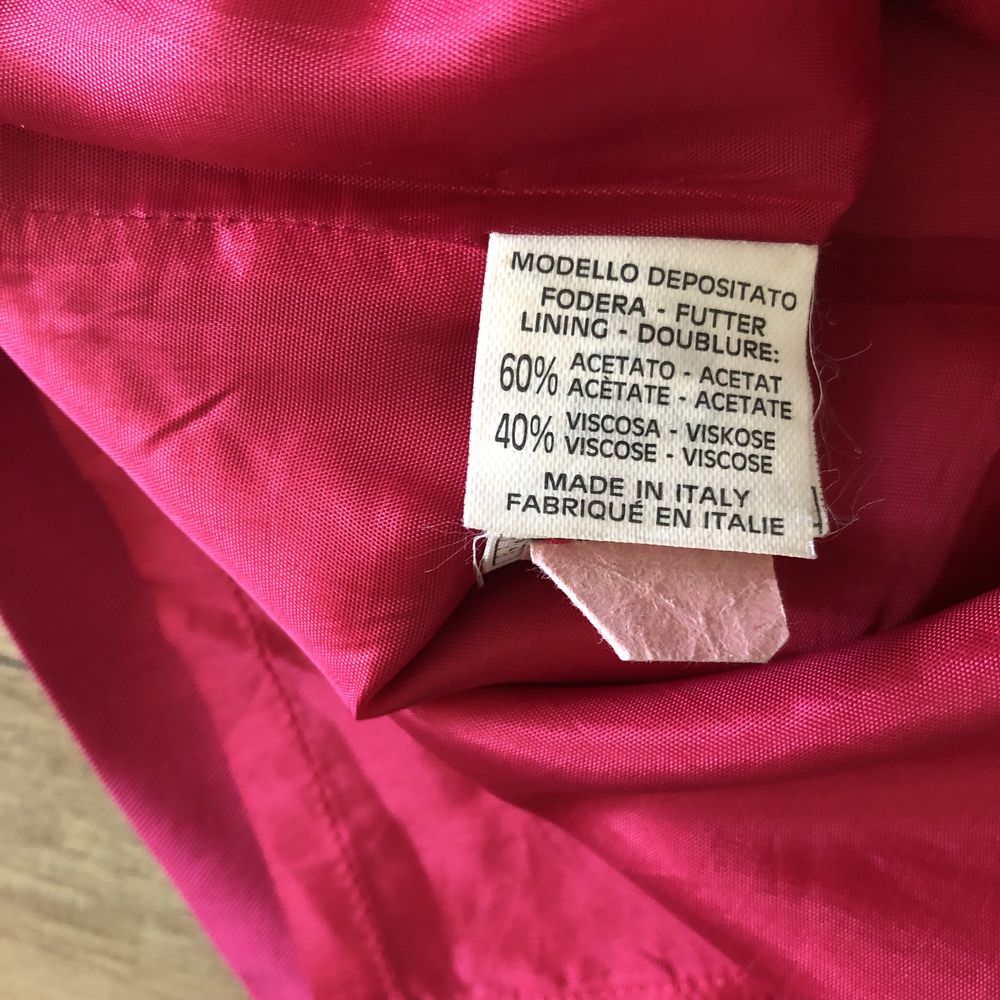 MODELLO DEPOSITATO
FODERA - FUTTER
LINING - DOUBLURE:
60% ACETATO - ACETAT
ACÈTATE - ACETATE
40% VISCOSA - VISKOSE
VISCOSE - VISCOSE
MADE IN ITALY
FABRIQUÉ EN ITALIE